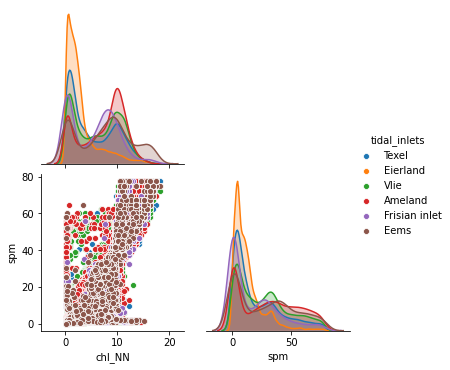 tidal_inlets
Texel
Eierland
Vlie
Ameland
Frisian inlet
Eems
80
60
40
20
0
spm
0 10 20
chl_NN
0 50
spm